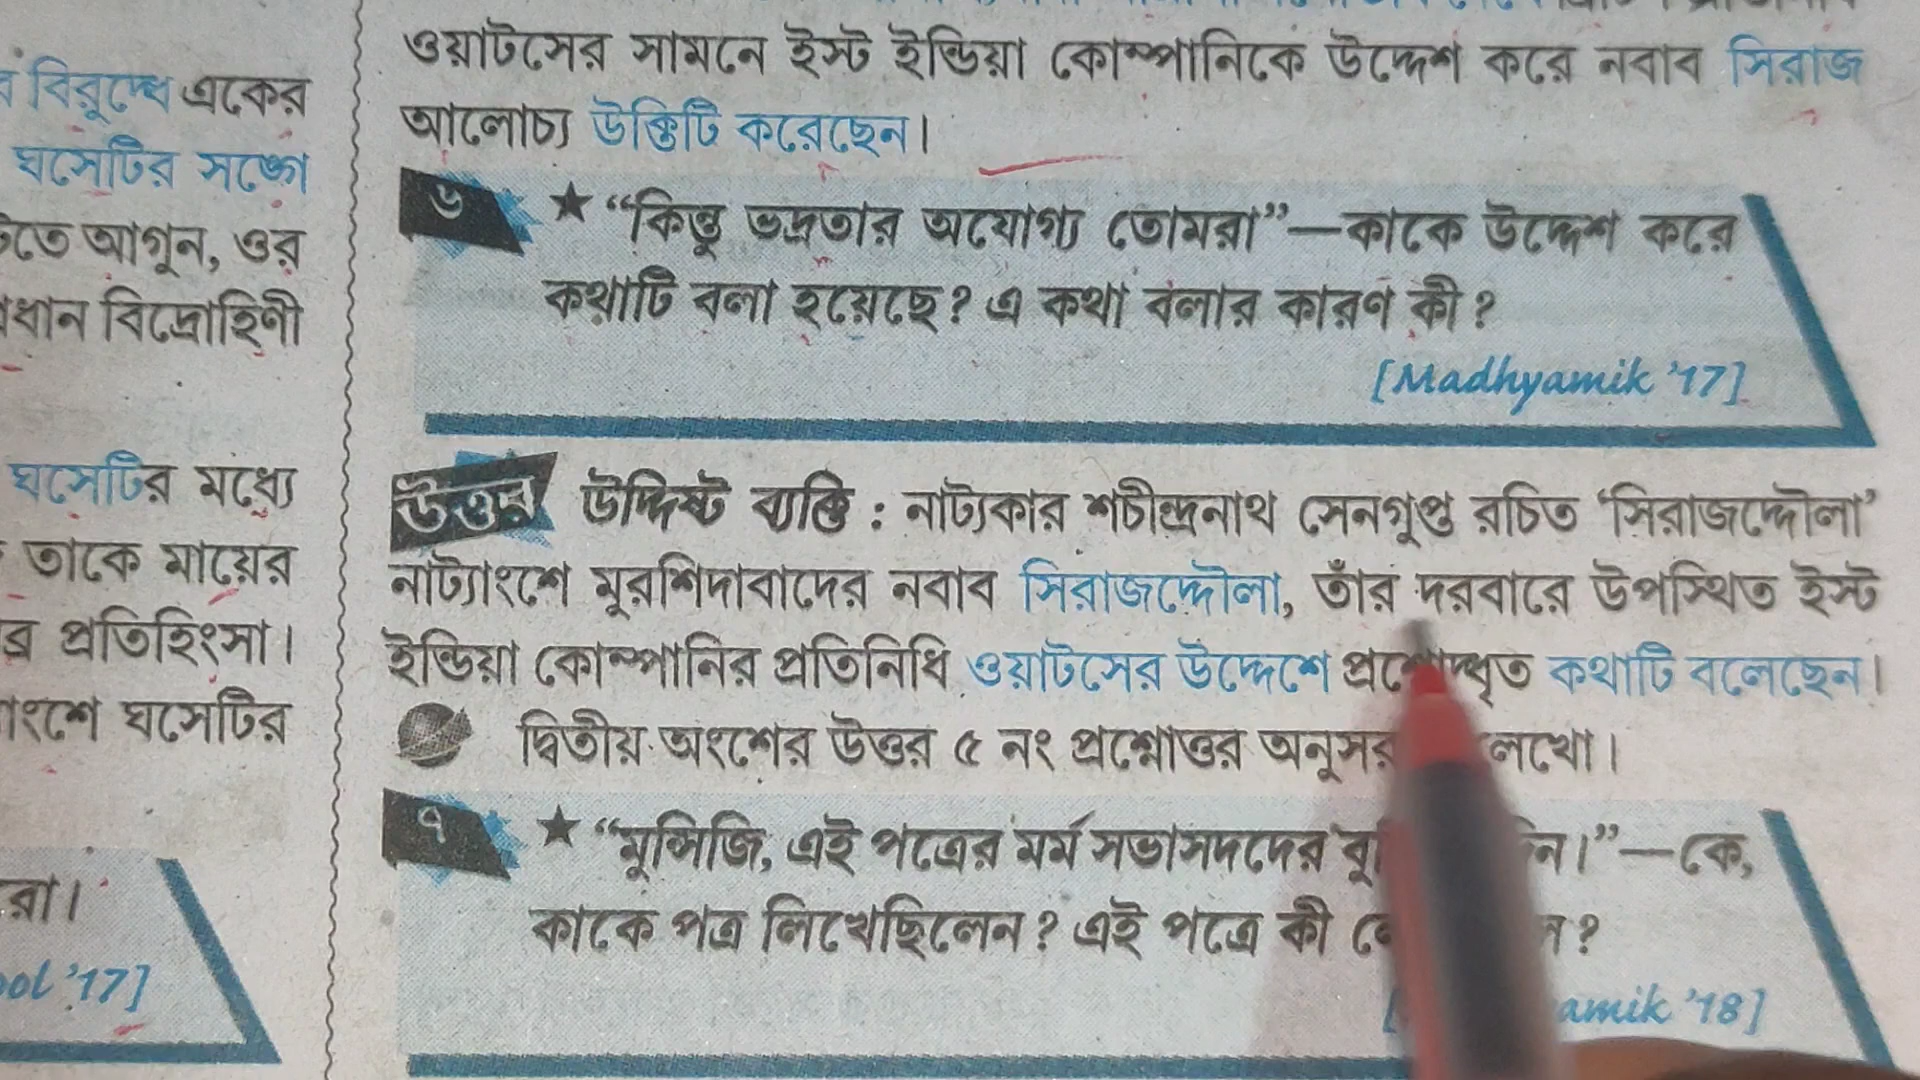 বিরুদ্ধে একের
ঘসেটির সঙ্গে
আগুন, ওর
বিদ্রোহিণী
ঘসেটির মধ্যে
তাকে মায়ের
প্রতিহিংসা।
ঘসেটির
’17]
ওয়াটসের সামনে ইস্ট ইন্ডিয়া কোম্পানিকে উদ্দেশ করে নবাব সিরাজ
আলোচ্য উক্তিটি করেছেন।
৬ ★ “কিন্তু ভদ্রতার অযোগ্য তোমরা”—কাকে উদ্দেশ করে
কথাটি বলা হয়েছে? এ কথা বলার কারণ কী?
[Madhyamik ’17]
উত্তর উদ্দিষ্ট ব্যক্তি : নাট্যকার শচীন্দ্রনাথ সেনগুপ্ত রচিত ‘সিরাজদ্দৌলা’
নাট্যাংশে মুরশিদাবাদের নবাব সিরাজদ্দৌলা, তাঁর দরবারে উপস্থিত ইস্ট
ইন্ডিয়া কোম্পানির প্রতিনিধি ওয়াটসের উদ্দেশে প্রশ্নোদ্ধৃত কথাটি বলেছেন।
দ্বিতীয় অংশের উত্তর ৫ নং প্রশ্নোত্তর লেখো।
৭ ★ “মুন্সিজি, এই পত্রের মর্ম সভাসদদের —কে,
কাকে পত্র লিখেছিলেন? এই পত্রে কী ?
’18]